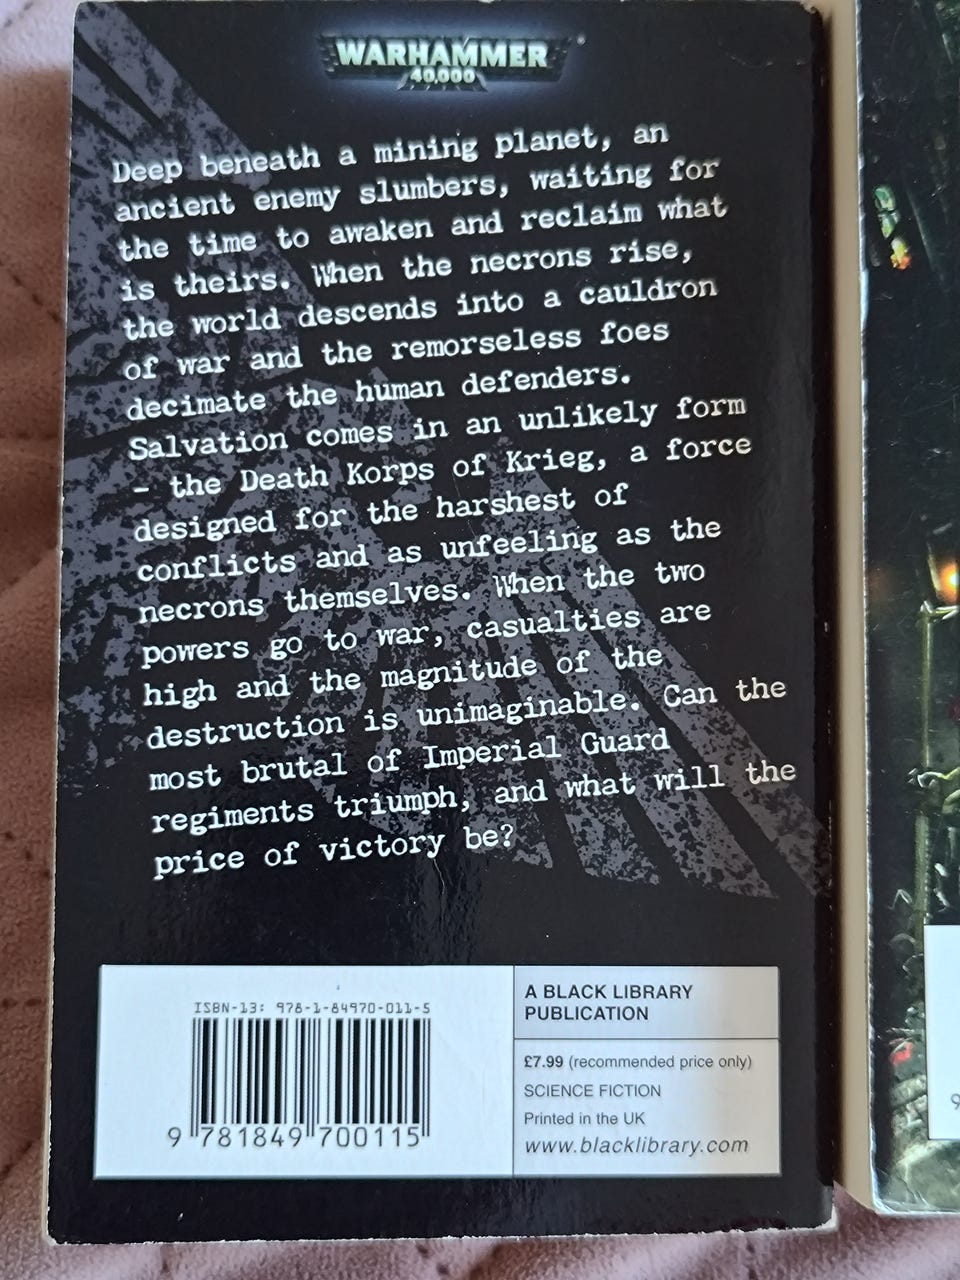 WARHAMMER
40,000
Deep beneath a mining planet, an
ancient enemy slumbers, waiting for
the time to awaken and reclaim what
is theirs. When the necrons rise,
the world descends into a cauldron
of war and the remorseless foes
decimate the human defenders.
Salvation comes in an unlikely form
- the Death Korps of Krieg, a force
designed for the harshest of
conflicts and as unfeeling as the
necrons themselves. When the two
powers go to war, casualties are
high and the magnitude of the
destruction is unimaginable. Can the
most brutal of Imperial Guard
regiments triumph, and what will the
price of victory be?
ISBN-13: 978-1-84970-011-5
9 781849 700115
A BLACK LIBRARY
PUBLICATION
£7.99 (recommended price only)
SCIENCE FICTION
Printed in the UK
www.blacklibrary.com
9